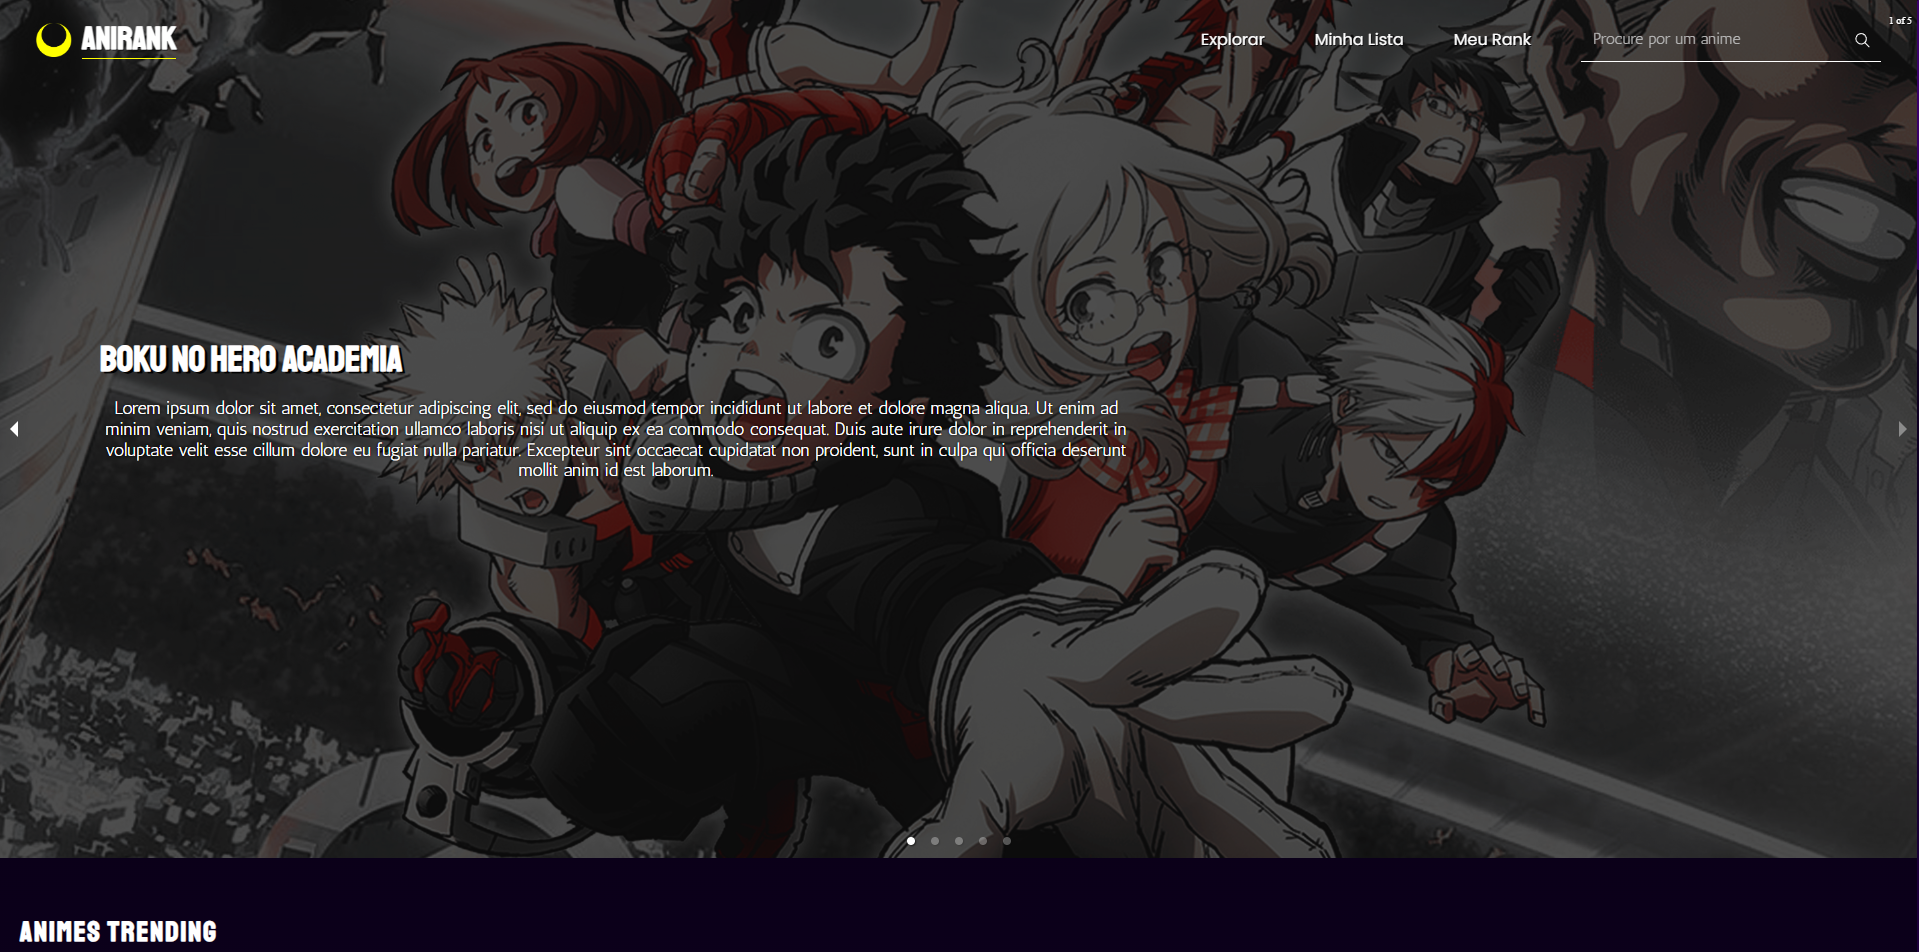 ANIRANK
Explorar
Minha Lista
Meu Rank
Procure por um anime
1 of 5
BOKU NO HERO ACADEMIA
Lorem ipsum dolor sit amet, consectetur adipiscing elit, sed do eiusmod tempor incididunt ut labore et dolore magna aliqua. Ut enim ad
minim veniam, quis nostrud exercitation ullamco laboris nisi ut aliquip ex ea commodo consequat. Duis aute irure dolor in reprehenderit in
voluptate velit esse cillum dolore eu fugiat nulla pariatur. Excepteur sint occaecat cupidatat non proident, sunt in culpa qui officia deserunt
mollit anim id est laborum.
ANIMES TRENDING